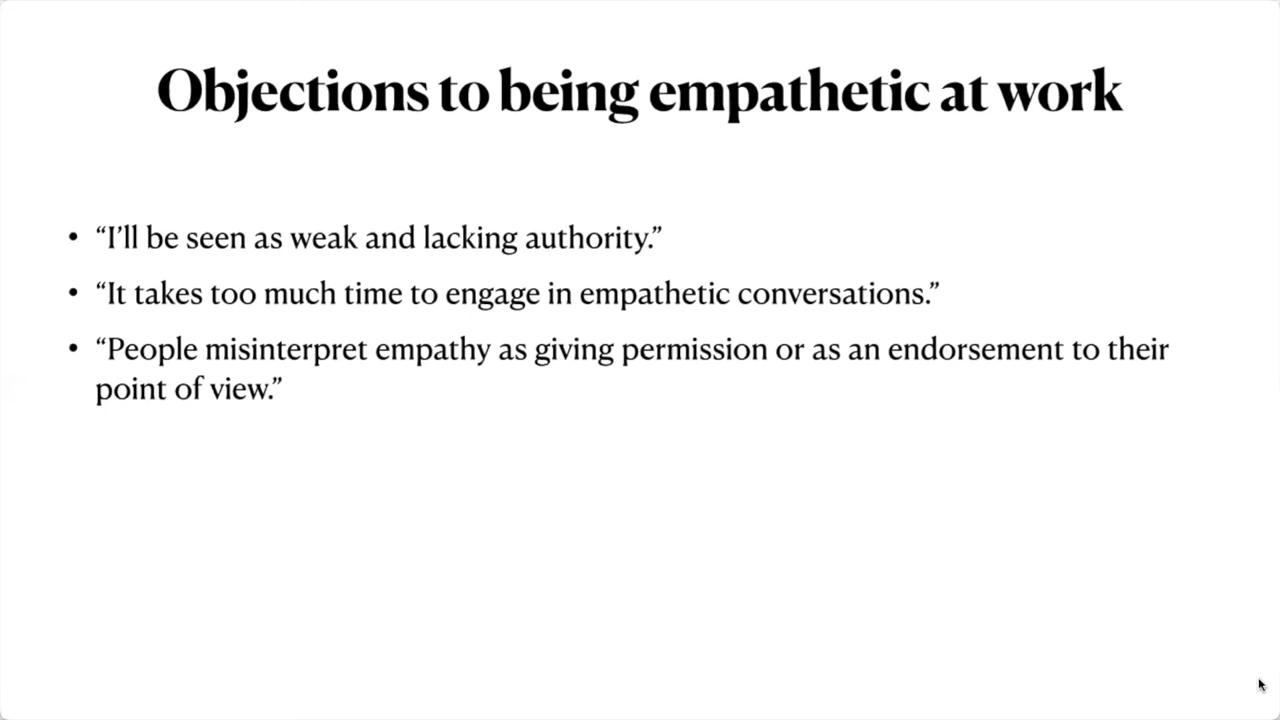 Objections to being empathetic at work
• “I’ll be seen as weak and lacking authority.”
• “It takes too much time to engage in empathetic conversations.”
• “People misinterpret empathy as giving permission or as an endorsement to their
point of view.”